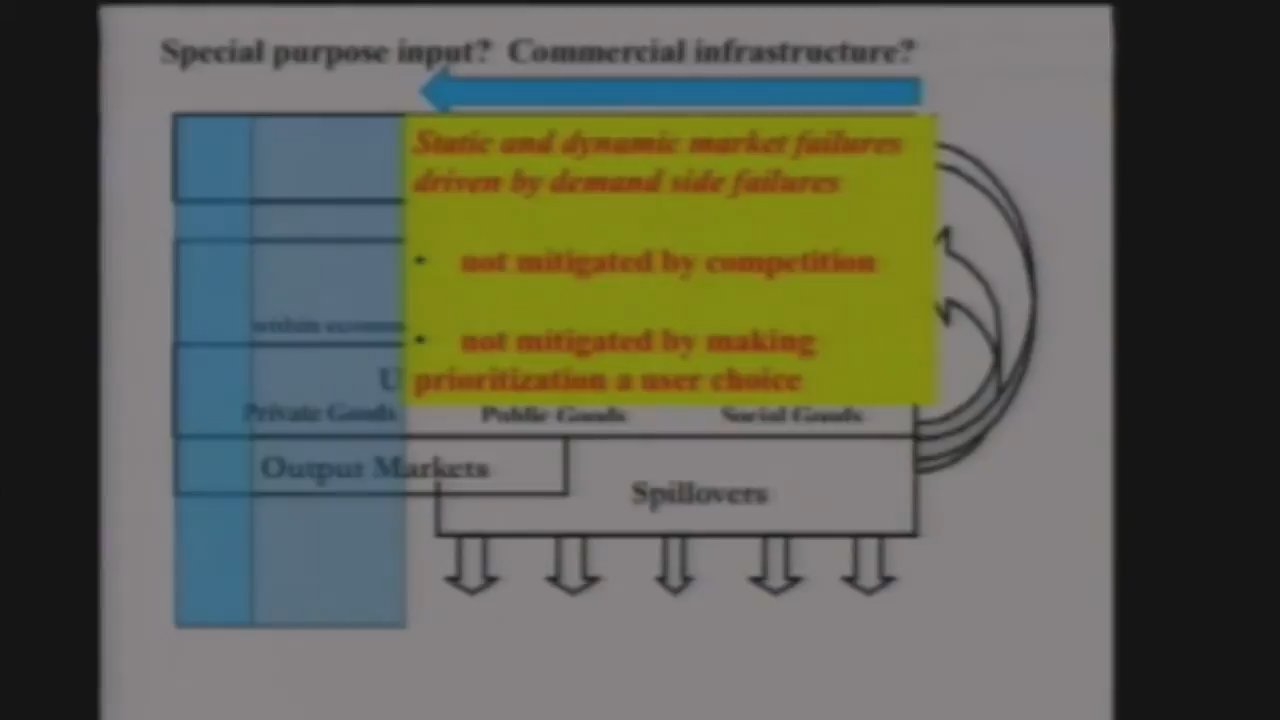 Special purpose input? Commercial infrastructure?
Static and dynamic market failures
driven by demand side failures
• not mitigated by competition
• not mitigated by making
prioritization a user choice
within
U
Private Goods Public Goods Social Goods
Output Markets
Spillovers